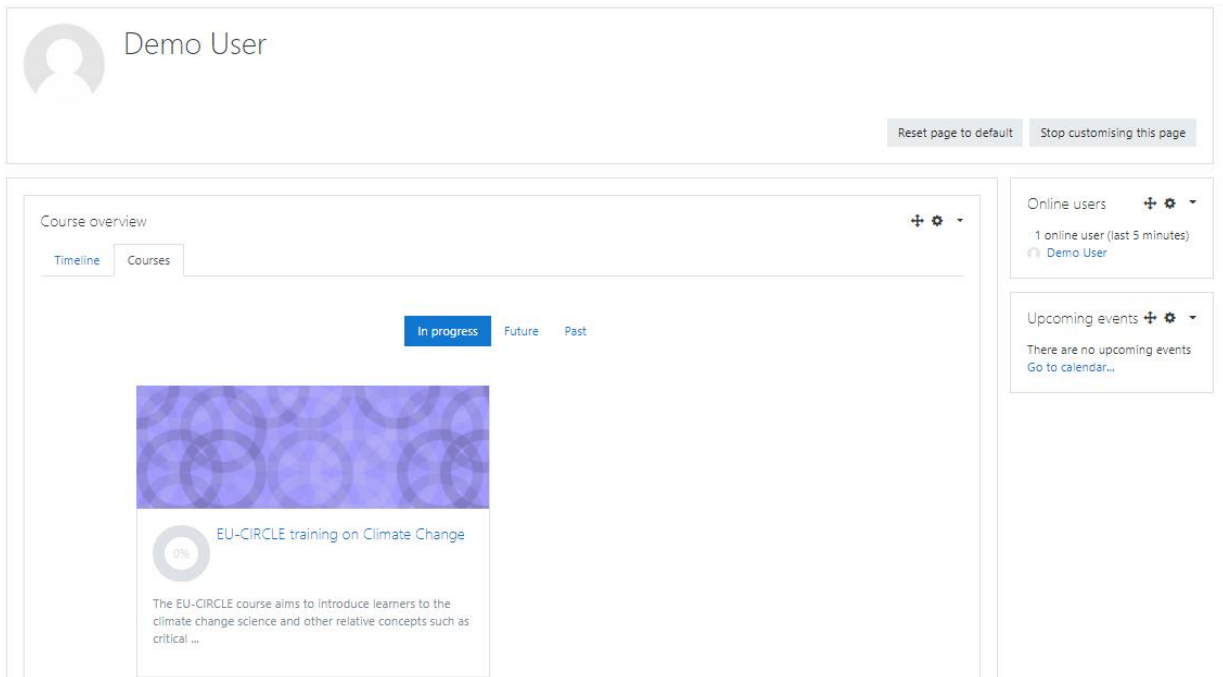 Demo User
Reset page to default
Stop customising this page
Course overview
Timeline
Courses
In progress
Future
Past
0%
EU-CIRCLE training on Climate Change
The EU-CIRCLE course aims to introduce learners to the
climate change science and other relative concepts such as
critical ...
Online users
1 online user (last 5 minutes)
Demo User
Upcoming events
There are no upcoming events
Go to calendar...